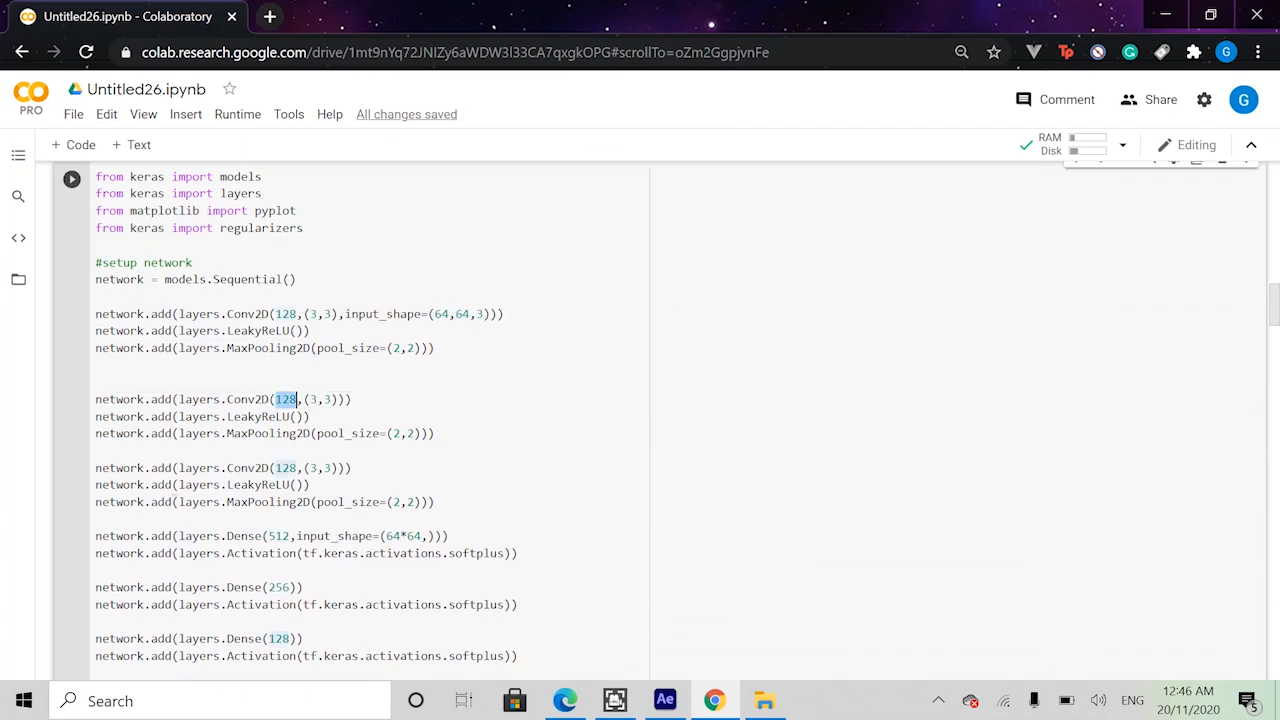 Untitled26.ipynb - Colaboratory
colab.research.google.com/drive/1mt9nYq72JNIZy6aWDW3l33CA7qxgkOPG#scrollTo=oZm2GgpjvnFe
Tp
G
G
CO
PRO
Untitled26.ipynb
Comment
Share
G
File Edit View Insert Runtime Tools Help All changes saved
+ Code + Text
RAM
Disk
Editing
from keras import models
from keras import layers
from matplotlib import pyplot
from keras import regularizers
#setup network
network = models.Sequential()
network.add(layers.Conv2D(128,(3,3),input_shape=(64,64,3)))
network.add(layers.LeakyReLU())
network.add(layers.MaxPooling2D(pool_size=(2,2)))
network.add(layers.Conv2D(128,(3,3)))
network.add(layers.LeakyReLU())
network.add(layers.MaxPooling2D(pool_size=(2,2)))
network.add(layers.Conv2D(128,(3,3)))
network.add(layers.LeakyReLU())
network.add(layers.MaxPooling2D(pool_size=(2,2)))
network.add(layers.Dense(512,input_shape=(64*64,)))
network.add(layers.Activation(tf.keras.activations.softplus))
network.add(layers.Dense(256))
network.add(layers.Activation(tf.keras.activations.softplus))
network.add(layers.Dense(128))
network.add(layers.Activation(tf.keras.activations.softplus))
Search
Ae
ENG
12:46 AM
20/11/2020
5